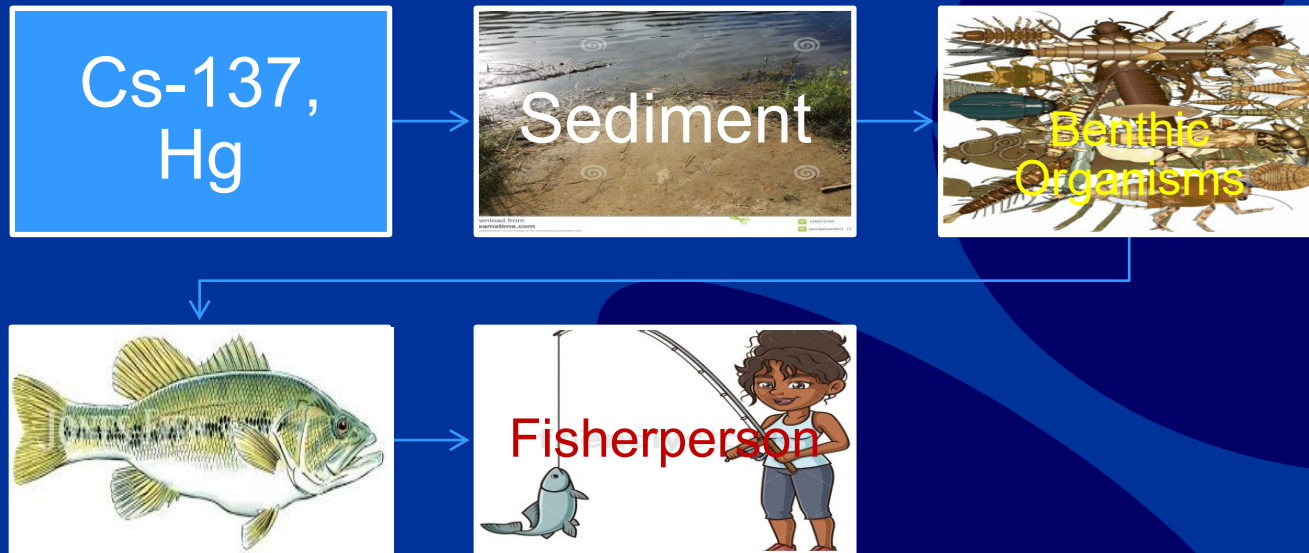 Cs-137,
Hg
Sediment
Benthic
Organisms
Fisherperson